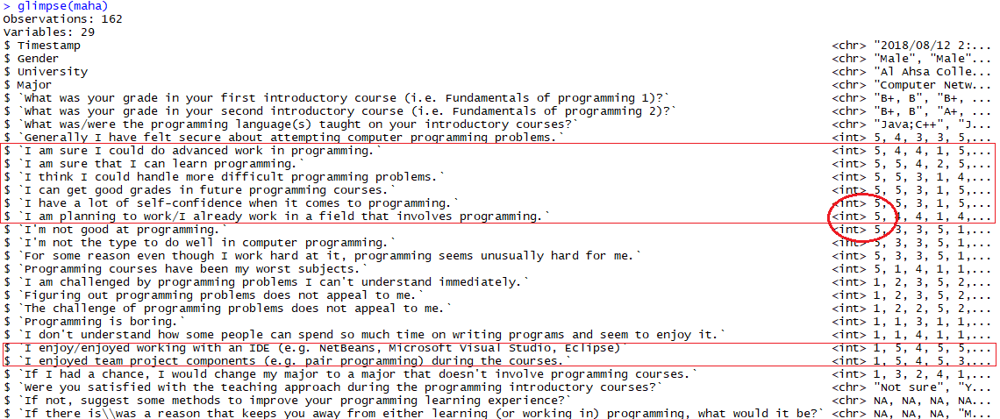 > glimpse(maha)
Observations: 162
Variables: 29
$ Timestamp <chr> "2018/08/12 2:...
$ Gender <chr> "Male", "Male"...
$ University <chr> "Al Ahsa Colle...
$ Major <chr> "Computer Netw...
$ `What was your grade in your first introductory course (i.e. Fundamentals of programming 1)?` <chr> "B+, B", "B+, ...
$ `What was your grade in your second introductory course (i.e. Fundamentals of programming 2)?` <chr> "B+, B", "A+, ...
$ `What was/were the programming language(s) taught on your introductory courses?` <chr> "Java;C++", "J...
$ `Generally I have felt secure about attempting computer programming problems.` <int> 5, 4, 3, 3, 5,...
$ `I am sure I could do advanced work in programming.` <int> 5, 4, 4, 1, 5,...
$ `I am sure that I can learn programming.` <int> 5, 5, 4, 2, 5,...
$ `I think I could handle more difficult programming problems.` <int> 5, 5, 3, 1, 4,...
$ `I can get good grades in future programming courses.` <int> 5, 5, 3, 1, 5,...
$ `I have a lot of self-confidence when it comes to programming.` <int> 5, 5, 3, 1, 5,...
$ `I am planning to work/I already work in a field that involves programming.` <int> 5, 4, 4, 1, 4,...
$ `I'm not good at programming.` <int> 5, 3, 3, 5, 1,...
$ `I'm not the type to do well in computer programming.` <int> 5, 3, 3, 5, 1,...
$ `For some reason even though I work hard at it, programming seems unusually hard for me.` <int> 5, 3, 3, 5, 1,...
$ `Programming courses have been my worst subjects.` <int> 5, 1, 4, 1, 1,...
$ `I am challenged by programming problems I can't understand immediately.` <int> 1, 2, 3, 5, 2,...
$ `Figuring out programming problems does not appeal to me.` <int> 1, 2, 3, 5, 2,...
$ `The challenge of programming problems does not appeal to me.` <int> 1, 2, 2, 5, 2,...
$ `Programming is boring.` <int> 1, 1, 3, 1, 1,...
$ `I don't understand how some people can spend so much time on writing programs and seem to enjoy it.` <int> 1, 1, 4, 1, 1,...
$ `I enjoy/enjoyed working with an IDE (e.g. NetBeans, Microsoft Visual Studio, Eclipse)` <int> 1, 5, 4, 5, 5,...
$ `I enjoyed team project components (e.g. pair programming) during the courses.` <int> 1, 5, 4, 5, 3,...
$ `If I had a chance, I would change my major to a major that doesn't involve programming courses.` <int> 1, 3, 2, 4, 1,...
$ `Were you satisfied with the teaching approach during the programming introductory courses?` <chr> "Not sure", "Y...
$ `If not, suggest some methods to improve your programming learning experience?` <chr> NA, NA, NA, NA...
$ `If there is\\was a reason that keeps you away from either learning (or working in) programming, what would it be?` <chr> NA, NA, NA, "M...